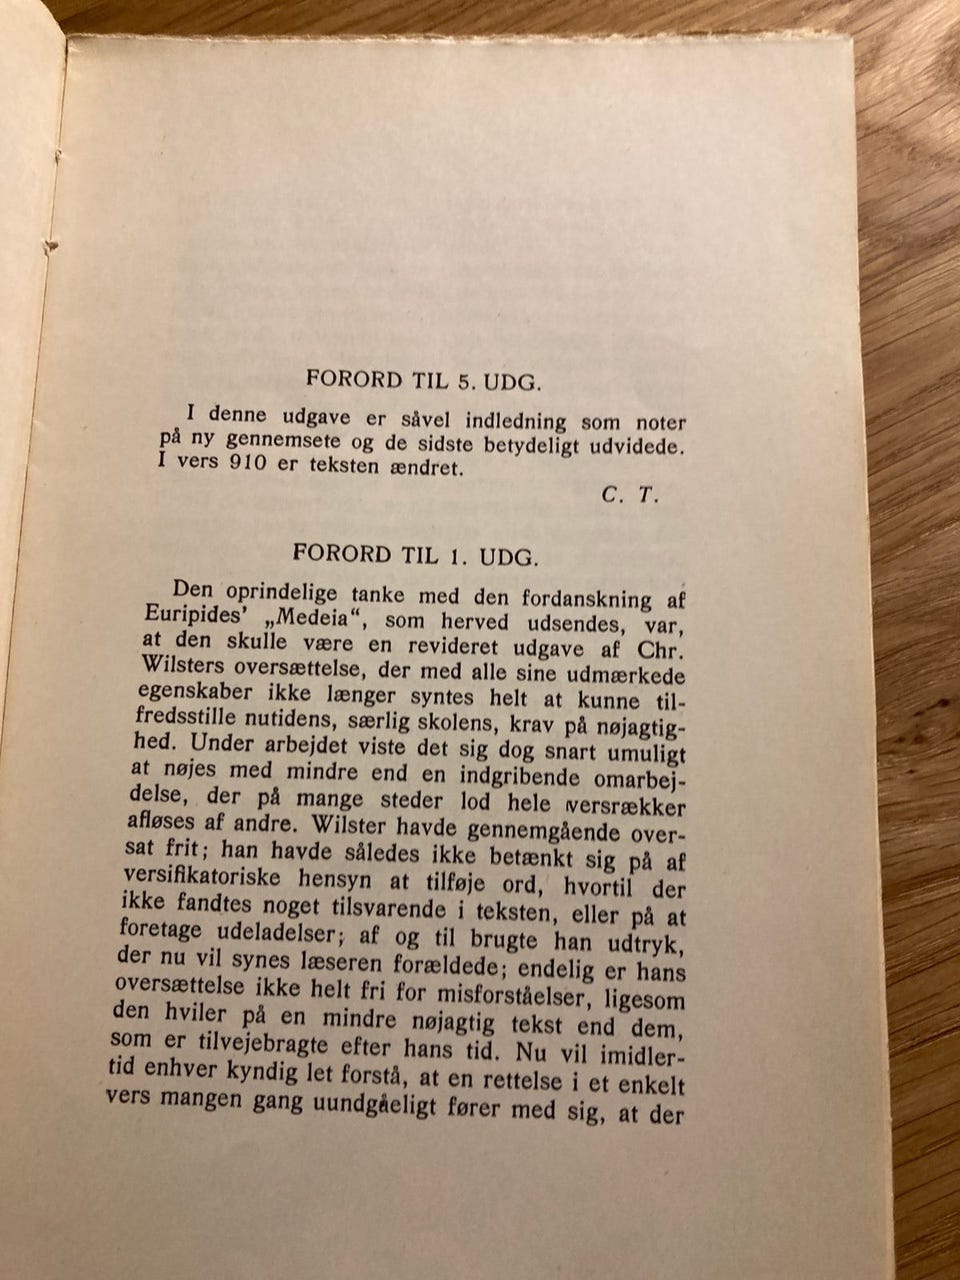 FORORD TIL 5. UDG.
I denne udgave er såvel indledning som noter
på ny gennemsete og de sidste betydeligt udvidede.
I vers 910 er teksten ændret.
C. T.
FORORD TIL 1. UDG.
Den oprindelige tanke med den fordanskning af
Euripides' „Medeia“, som herved udsendes, var,
at den skulle være en revideret udgave af Chr.
Wilsters oversættelse, der med alle sine udmærkede
egenskaber ikke længer syntes helt at kunne til-
fredsstille nutidens, særlig skolens, krav på nøjagtig-
hed. Under arbejdet viste det sig dog snart umuligt
at nøjes med mindre end en indgribende omarbej-
delse, der på mange steder lod hele versrækker
afløses af andre. Wilster havde gennemgående over-
sat frit; han havde således ikke betænkt sig på af
versifikatoriske hensyn at tilføje ord, hvortil der
ikke fandtes noget tilsvarende i teksten, eller på at
foretage udeladelser; af og til brugte han udtryk,
der nu vil synes læseren forældede; endelig er hans
oversættelse ikke helt fri for misforståelser, ligesom
den hviler på en mindre nøjagtig tekst end dem,
som er tilvejebragte efter hans tid. Nu vil imidler-
tid enhver kyndig let forstå, at en rettelse i et enkelt
vers mangen gang uundgåeligt fører med sig, at der